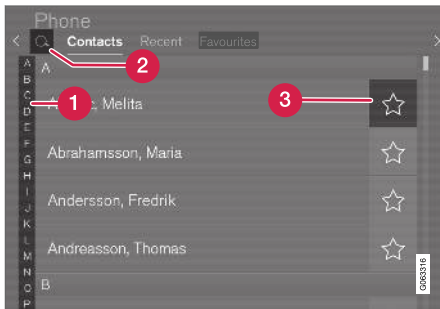 Phone
Contacts Recent Favourites
2
A
A
B
C
D
E
F
G
H
I
J
K
L
M
N
O
P
1
Melita
3
Abrahamsson, Maria
Andersson, Fredrik
Andreasson, Thomas
B
G063316